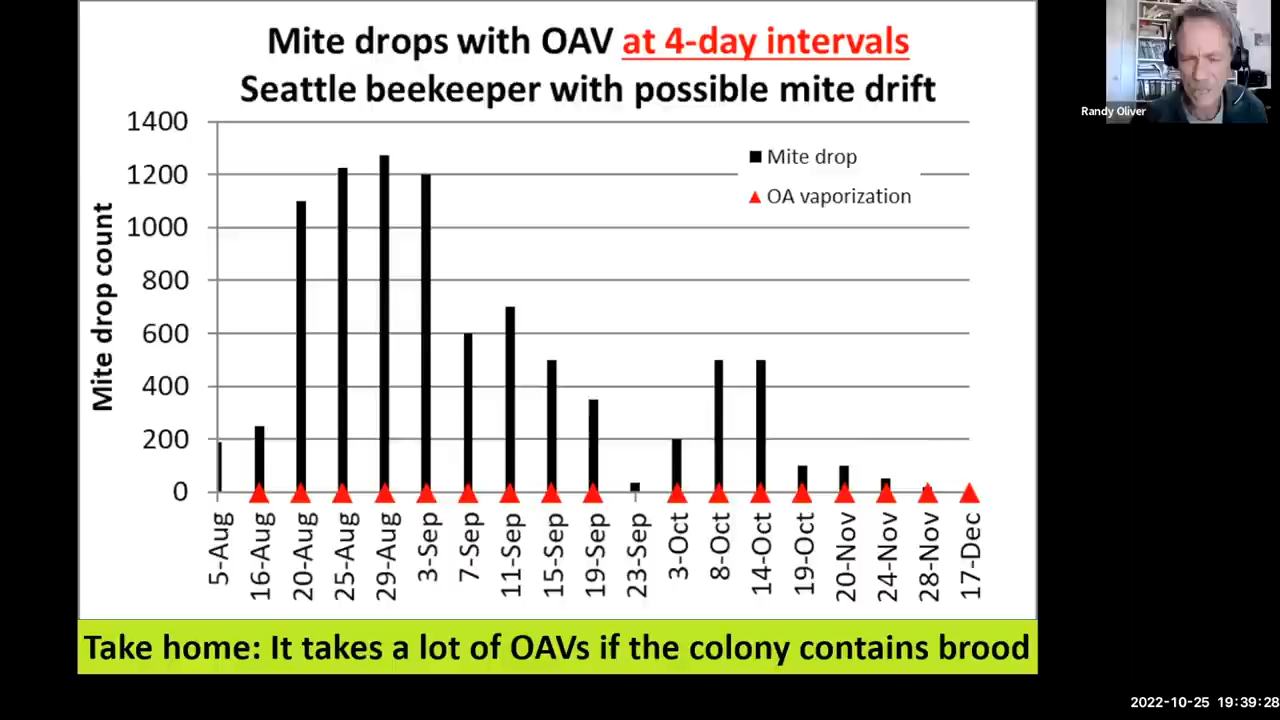 Mite drops with OAV at 4-day intervals
Seattle beekeeper with possible mite drift
Randy Oliver
Mite drop count
1400
1200
1000
800
600
400
200
0
Mite drop
OA vaporization
5-Aug
16-Aug
20-Aug
25-Aug
29-Aug
3-Sep
7-Sep
11-Sep
15-Sep
19-Sep
23-Sep
3-Oct
8-Oct
14-Oct
19-Oct
20-Nov
24-Nov
28-Nov
17-Dec
Take home: It takes a lot of OAVs if the colony contains brood
2022-10-25 19:39:28